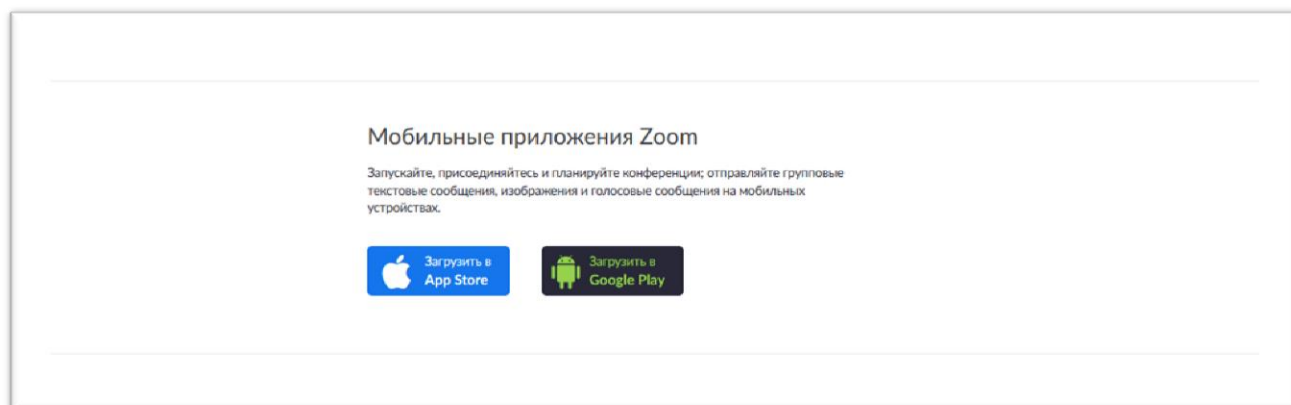 Мобильные приложения Zoom
Запускайте, присоединяйтесь и планируйте конференции; отправляйте групповые
текстовые сообщения, изображения и голосовые сообщения на мобильных
устройствах.
Загрузить в
App Store
Загрузить в
Google Play